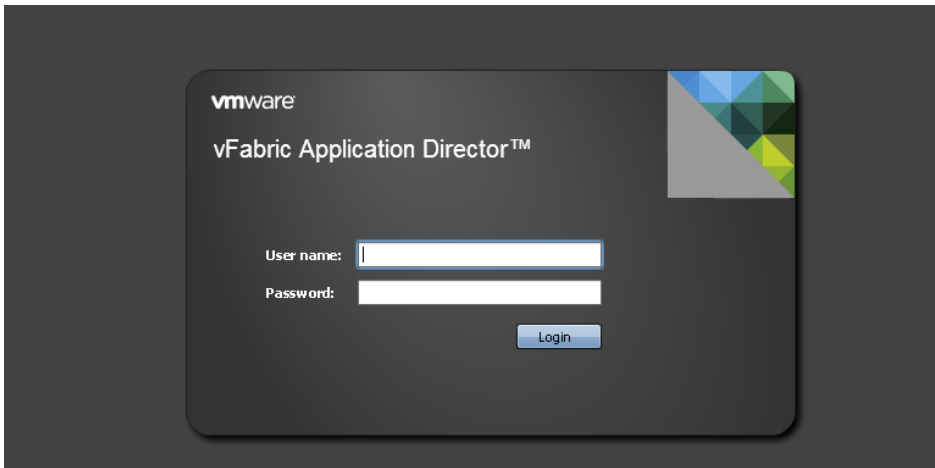 vmware
vFabric Application Director™
User name:
Password:
Login